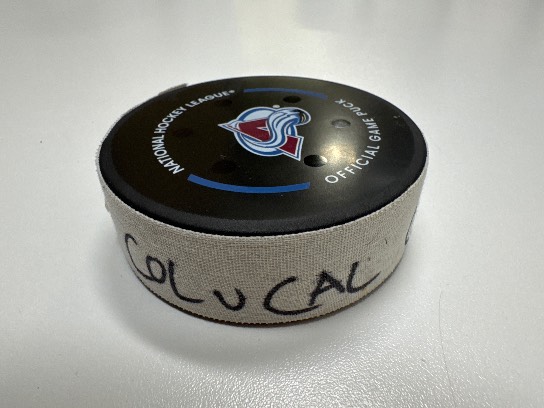 NATIONAL HOCKEY LEAGUE®
OFFICIAL GAME PUCK
COL v CAL